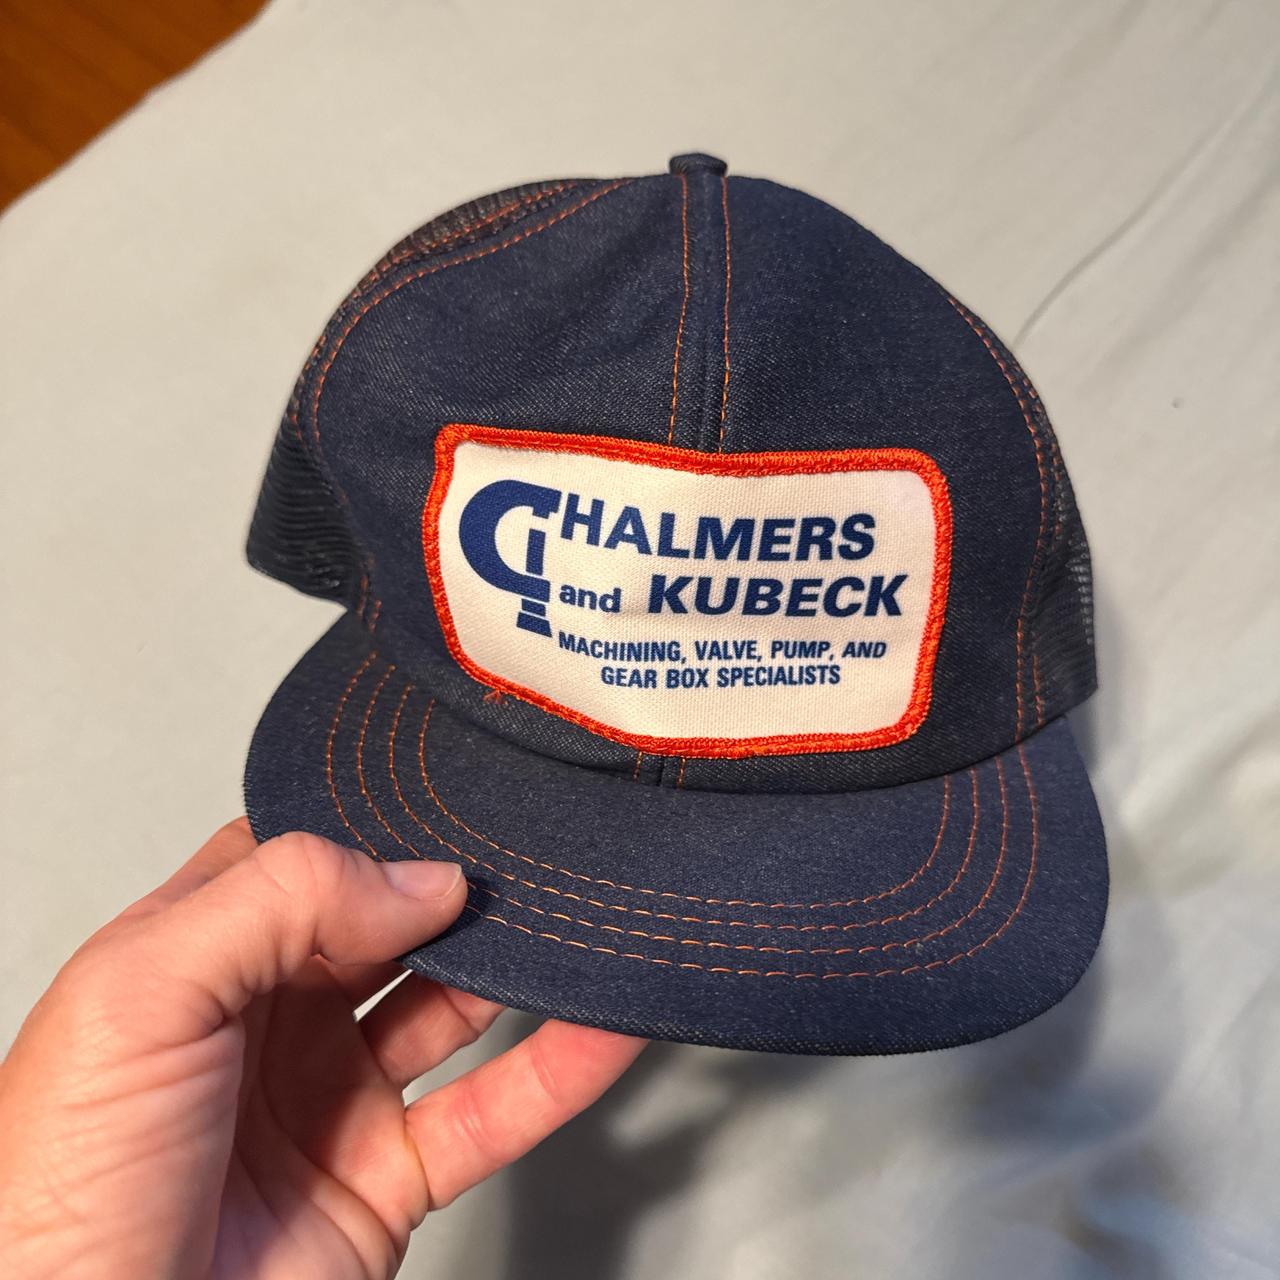 CHALMERS
and KUBECK
MACHINING, VALVE, PUMP, AND
GEAR BOX SPECIALISTS